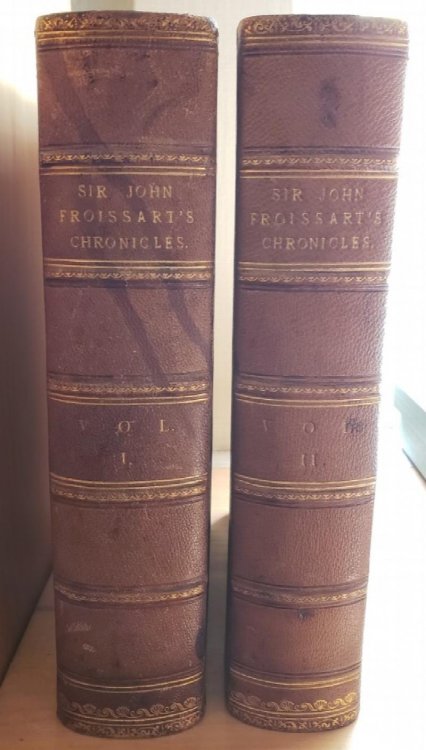 SIR JOHN
FROISSART'S
CHRONICLES.
VOL.
I.
SIR JOHN
FROISSART'S
CHRONICLES.
VOL.
II.